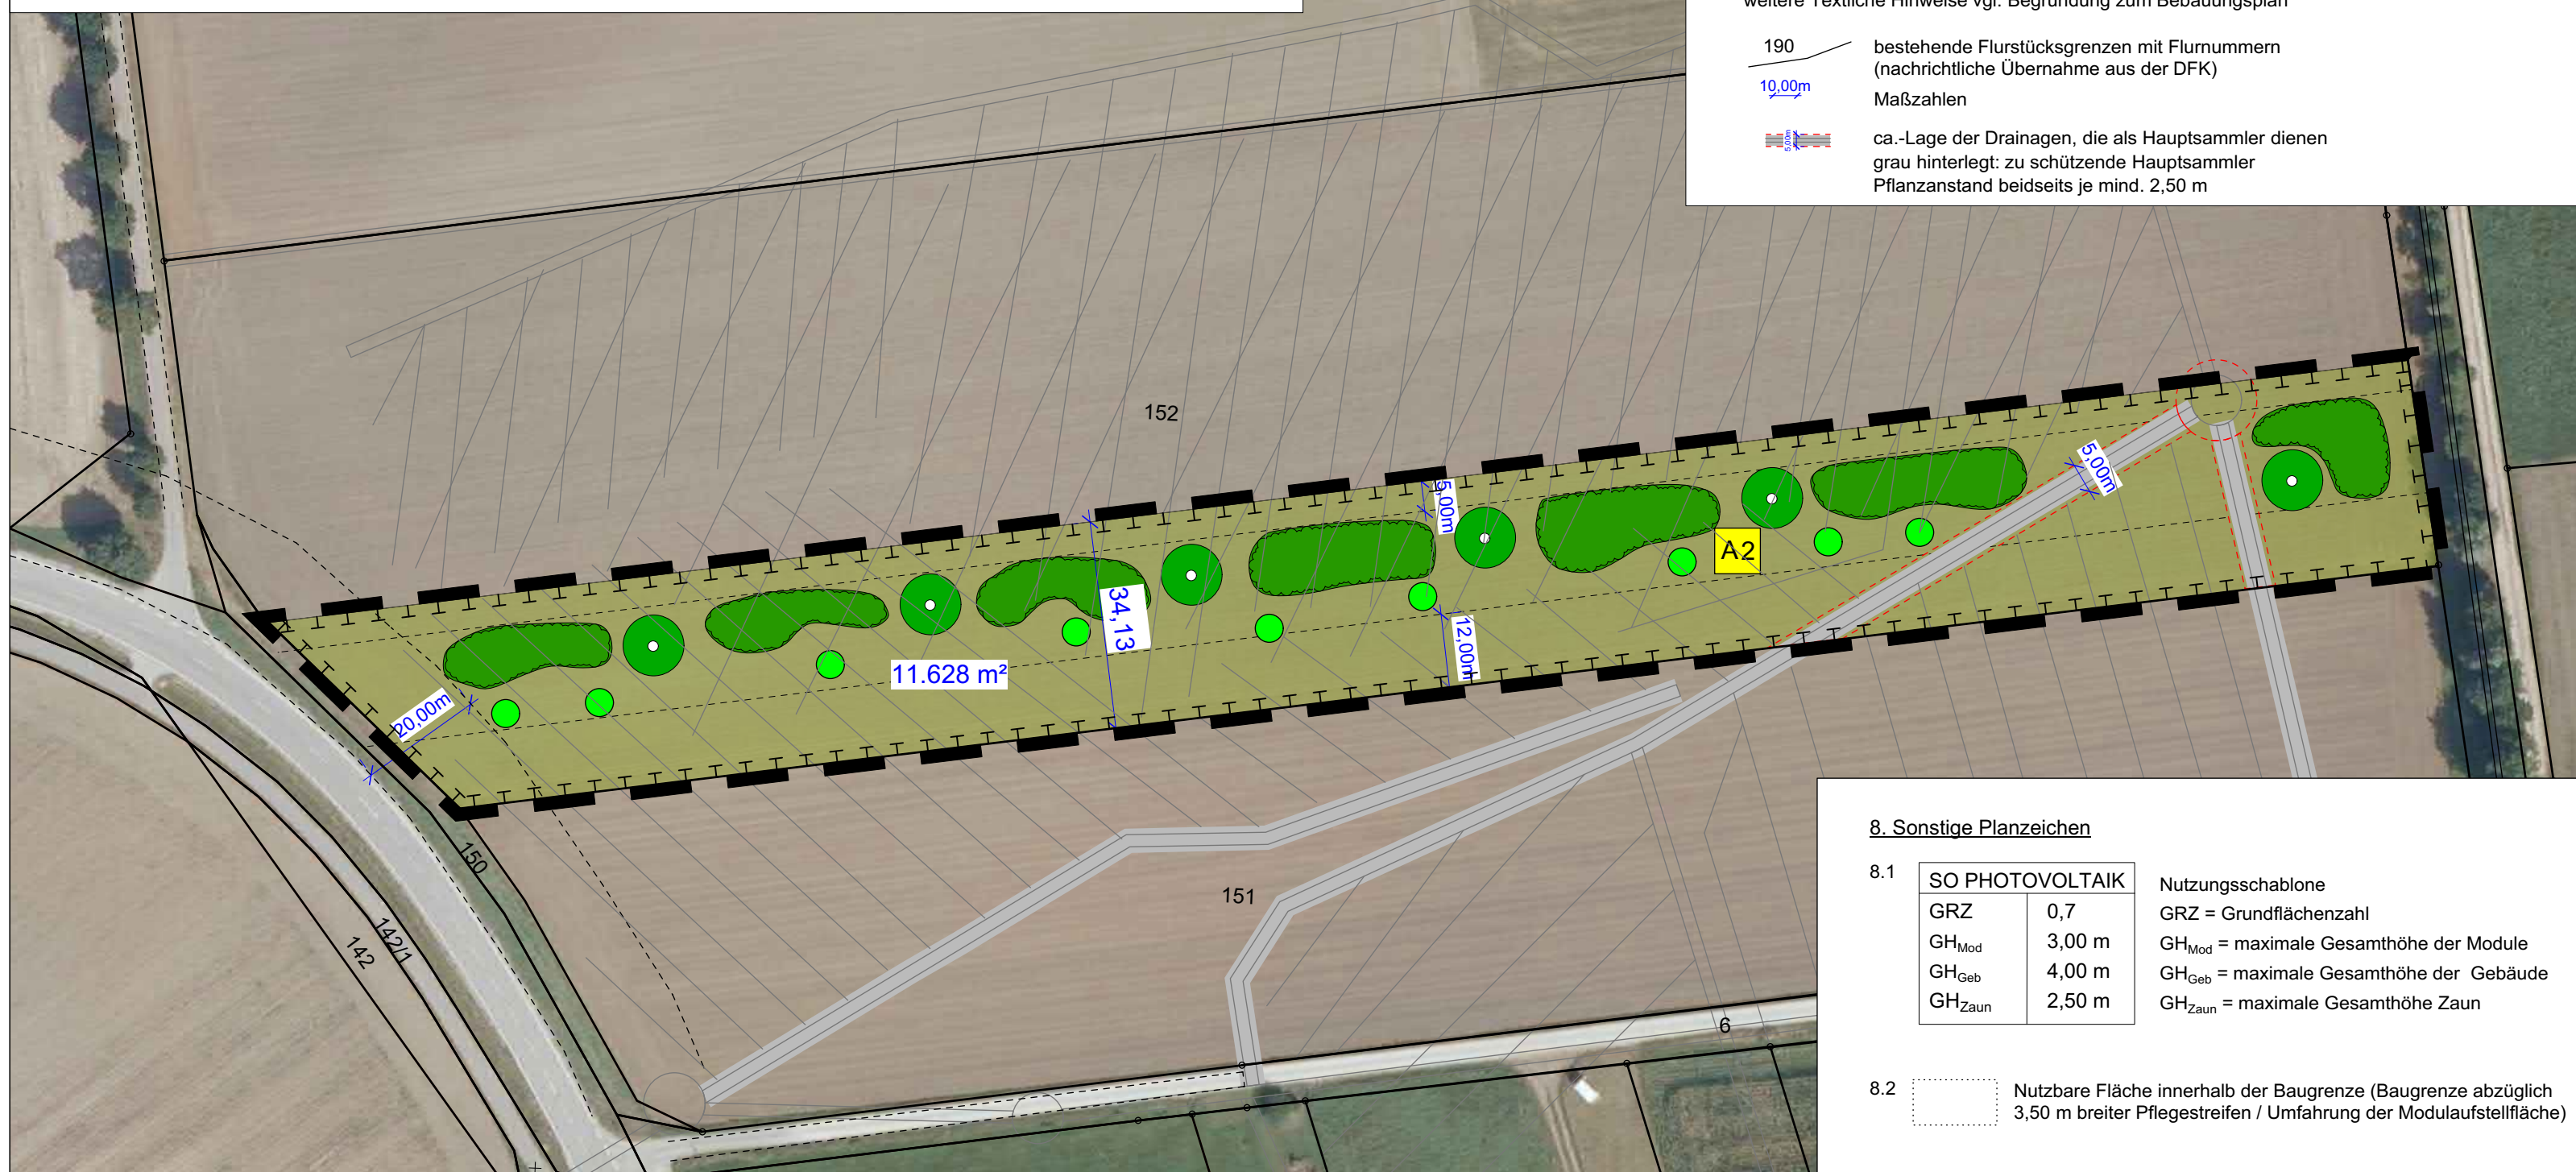 weitere Textliche Hinweise vgl. Begründung zum Bebauungsplan
190
bestehende Flurstücksgrenzen mit Flurnummern
(nachrichtliche Übernahme aus der DFK)
10,00m
Maßzahlen
5,00m
ca.-Lage der Drainagen, die als Hauptsammler dienen
grau hinterlegt: zu schützende Hauptsammler
Pflanzanstand beidseits je mind. 2,50 m
152
5,00m
5,00m
A2
34,13
12,00m
11.628 m²
20,00m
150
151
142/1
142
6
8. Sonstige Planzeichen
8.1
SO PHOTOVOLTAIK
Nutzungsschablone
GRZ 0,7
GRZ = Grundflächenzahl
GHMod 3,00 m
GHMod = maximale Gesamthöhe der Module
GHGeb 4,00 m
GHGeb = maximale Gesamthöhe der Gebäude
GHZaun 2,50 m
GHZaun = maximale Gesamthöhe Zaun
8.2
Nutzbare Fläche innerhalb der Baugrenze (Baugrenze abzüglich
3,50 m breiter Pflegestreifen / Umfahrung der Modulaufstellfläche)